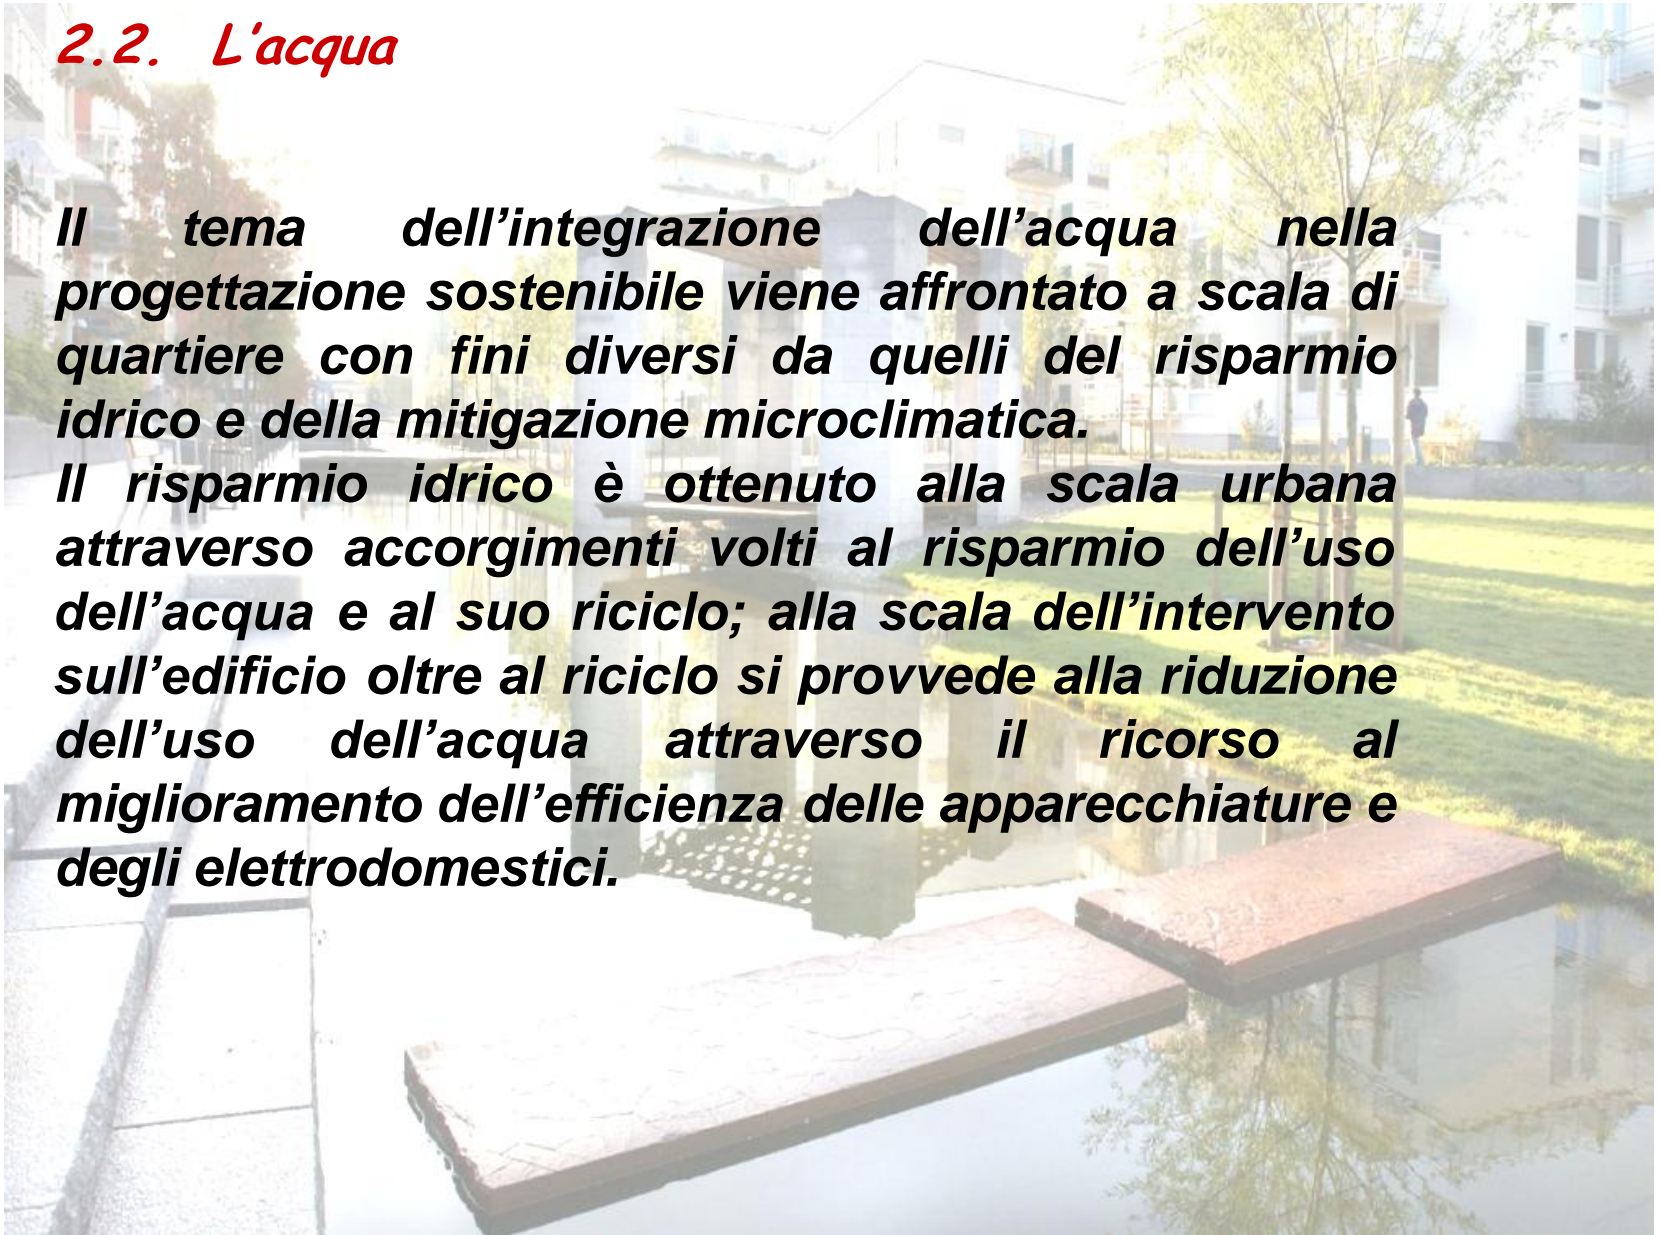 2.2. L’acqua
Il tema dell’integrazione dell’acqua nella
progettazione sostenibile viene affrontato a scala di
quartiere con fini diversi da quelli del risparmio
idrico e della mitigazione microclimatica.
Il risparmio idrico è ottenuto alla scala urbana
attraverso accorgimenti volti al risparmio dell’uso
dell’acqua e al suo riciclo; alla scala dell’intervento
sull’edificio oltre al riciclo si provvede alla riduzione
dell’uso dell’acqua attraverso il ricorso al
miglioramento dell’efficienza delle apparecchiature e
degli elettrodomestici.